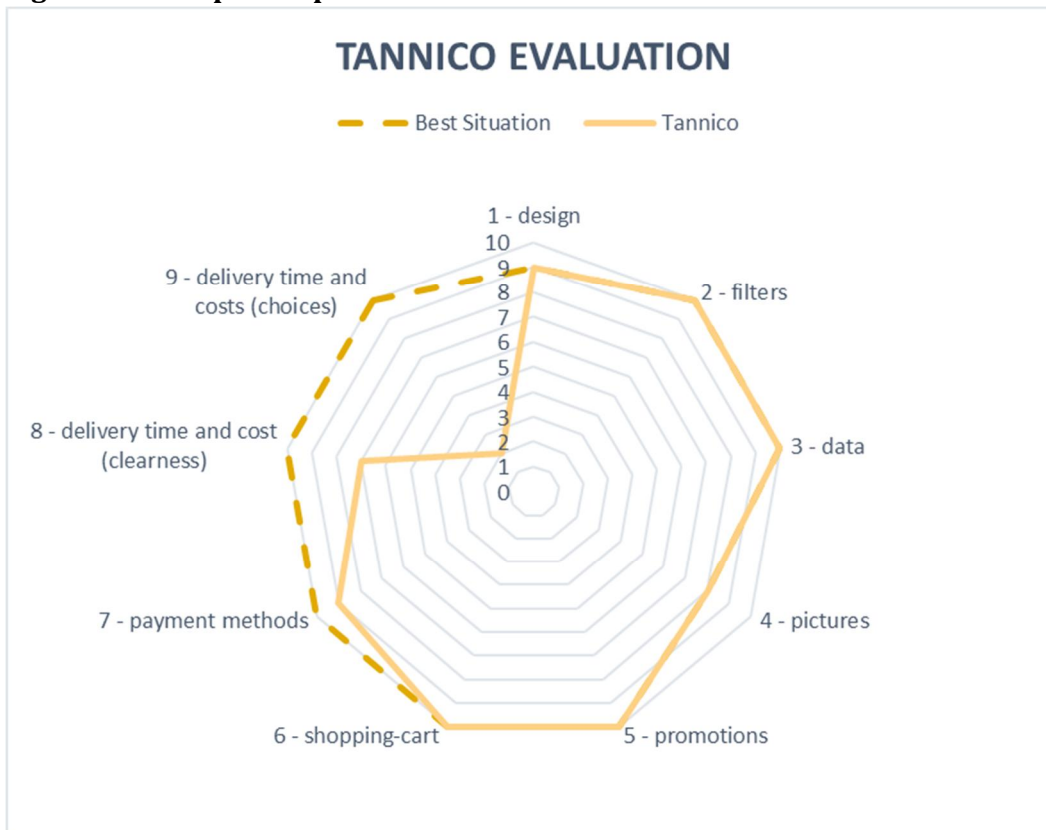 TANNICO EVALUATION
Best Situation
Tannico
1 - design
10
9
8
7
6
5
4
3
2
1
0
2 - filters
3 - data
4 - pictures
5 - promotions
6 - shopping-cart
7 - payment methods
8 - delivery time and cost
(clearness)
9 - delivery time and
costs (choices)